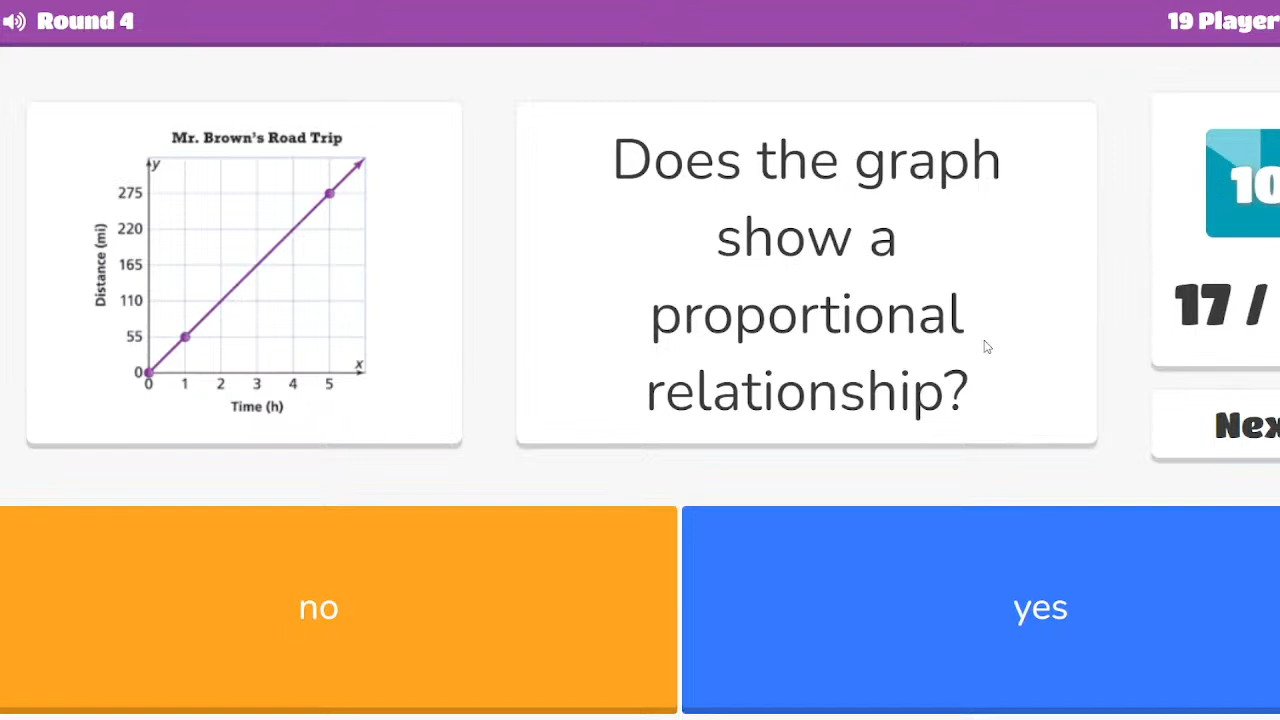 Round 4
19 Player
Mr. Brown's Road Trip
y
275
220
165
110
55
0
Distance (mi)
x
0 1 2 3 4 5
Time (h)
Does the graph
show a
proportional
relationship?
10
17 /
Nex
no
yes